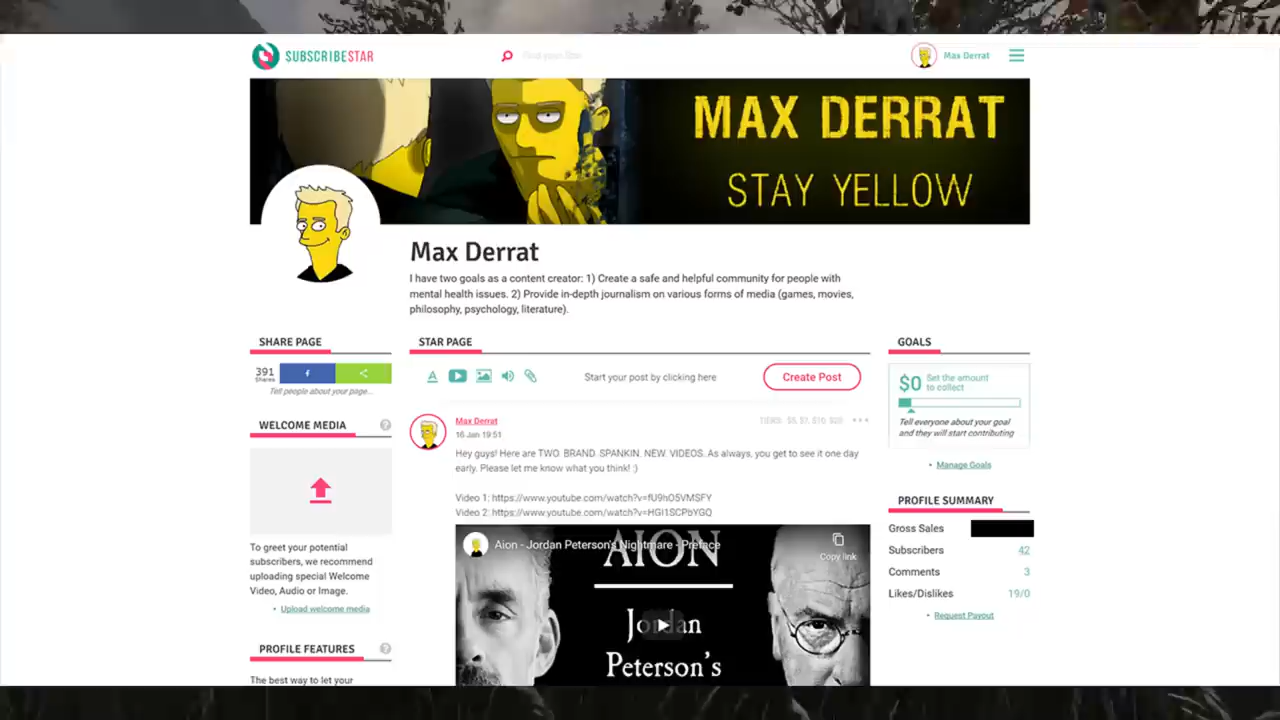 SUBSCRIBESTAR
Find your Star
Max Derrat
MAX DERRAT
STAY YELLOW
Max Derrat
I have two goals as a content creator: 1) Create a safe and helpful community for people with
mental health issues. 2) Provide in-depth journalism on various forms of media (games, movies,
philosophy, psychology, literature).
SHARE PAGE
391
Shares
Tell people about your page...
WELCOME MEDIA
?
To greet your potential
subscribers, we recommend
uploading special Welcome
Video, Audio or Image.
• Upload welcome media
PROFILE FEATURES
?
The best way to let your
STAR PAGE
Start your post by clicking here
Create Post
Max Derrat
TIERS: $5, $7, $10, $20
16 Jan 19:51
Hey guys! Here are TWO. BRAND. SPANKIN. NEW. VIDEOS. As always, you get to see it one day
early. Please let me know what you think! :)
Video 1: https://www.youtube.com/watch?v=fU9hO5VMSFY
Video 2: https://www.youtube.com/watch?v=HGI1SCPbYGQ
Aion - Jordan Peterson's Nightmare - Preface
Copy link
AION
Jordan
Peterson's
GOALS
$0 Set the amount
to collect
Tell everyone about your goal
and they will start contributing
• Manage Goals
PROFILE SUMMARY
Gross Sales
Subscribers 42
Comments 3
Likes/Dislikes 19/0
• Request Payout